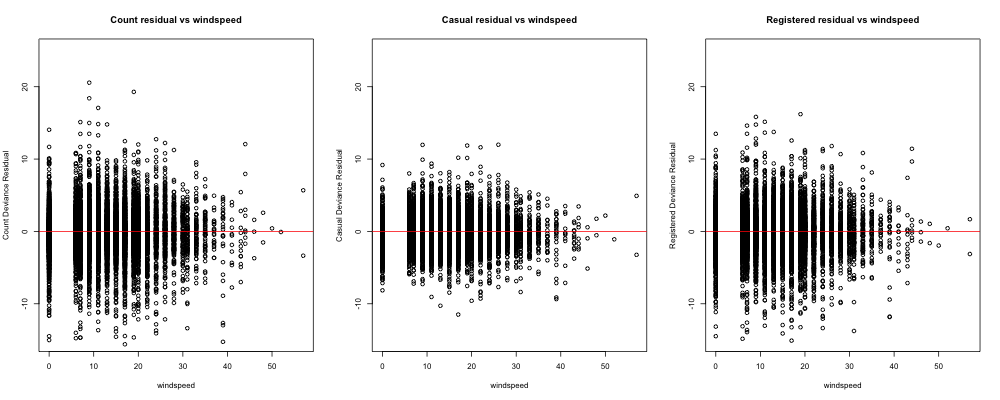 Count residual vs windspeed
Count Deviance Residual
20
10
0
-10
0 10 20 30 40 50
windspeed
Casual residual vs windspeed
Casual Deviance Residual
20
10
0
-10
0 10 20 30 40 50
windspeed
Registered residual vs windspeed
Registered Deviance Residual
20
10
0
-10
0 10 20 30 40 50
windspeed